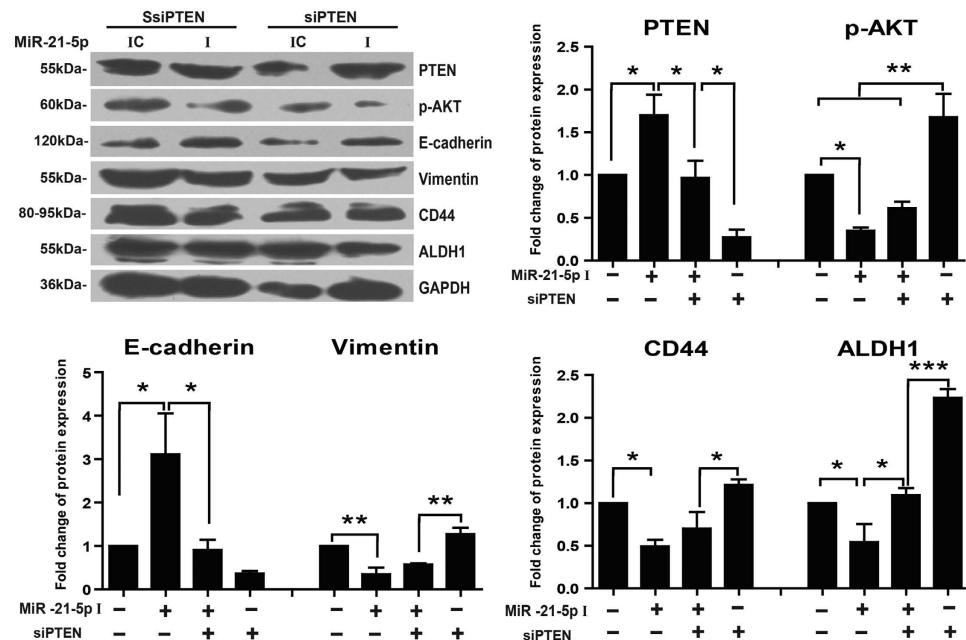 SsiPTEN siPTEN
MiR-21-5p IC I IC I
55kDa- PTEN
60kDa- p-AKT
120kDa- E-cadherin
55kDa- Vimentin
80-95kDa- CD44
55kDa- ALDH1
36kDa- GAPDH
PTEN p-AKT
Fold change of protein expression
2.5
2.0
1.5
1.0
0.5
0.0
* * * * **
MiR-21-5p I − + + − − + + −
siPTEN − − + + − − + +
E-cadherin Vimentin
Fold change of protein expression
5
4
3
2
1
0
* * ** **
MiR -21-5p I − + + − − + + −
siPTEN − − + + − − + +
CD44 ALDH1
Fold change of protein expression
2.5
2.0
1.5
1.0
0.5
0.0
* * * * ***
MiR -21-5p I − + + − − + + −
siPTEN − − + + − − + +